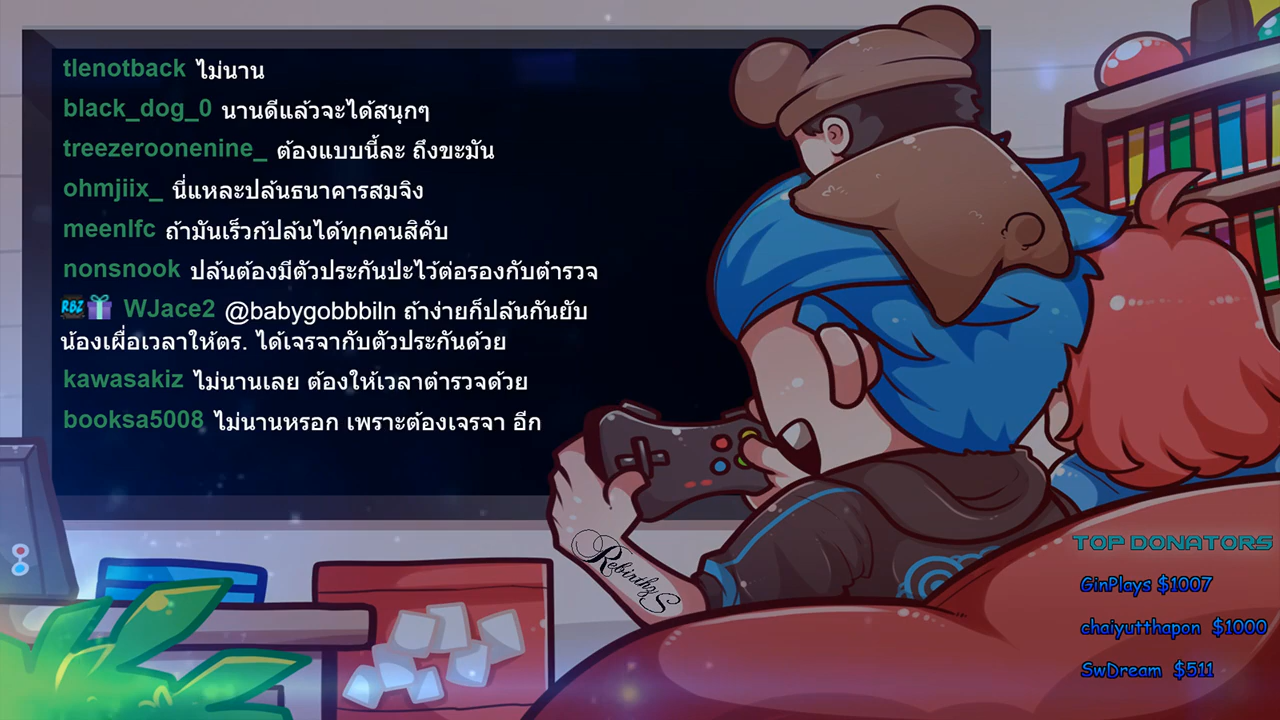 tlenotback ไม่นาน
black_dog_0 นานดีแล้วจะได้สนุกๆ
treezeroonenine_ ต้องแบบนี้ละ ถึงขะมัน
ohmjiix_ นี่แหละปล้นธนาคารสมจิง
meenlfc ถ้ามันเร็วก้ปล้นได้ทุกคนสิคับ
nonsnook ปล้นต้องมีตัวประกันป่ะไว้ต่อรองกับตำรวจ
RBZ WJace2 @babygobbbiln ถ้าง่ายก็ปล้นกันยับ
น้องเผื่อเวลาให้ตร. ได้เจรจากับตัวประกันด้วย
kawasakiz ไม่นานเลย ต้องให้เวลาตำรวจด้วย
booksa5008 ไม่นานหรอก เพราะต้องเจรจา อีก
RebirthzS
TOP DONATORS
GinPlays $1007
chaiyutthapon $1000
SwDream $511